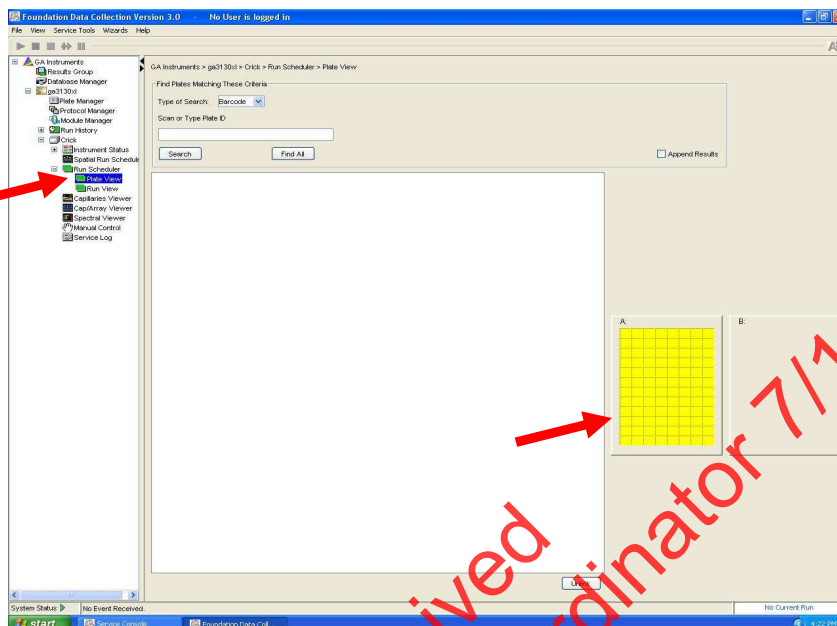 Foundation Data Collection Version 3.0 - No User is logged in
File View Service Tools Wizards Help
GA Instruments
Results Group
Database Manager
ga3130xl
Plate Manager
Protocol Manager
Module Manager
Run History
Crick
Instrument Status
Spatial Run Schedule
Run Scheduler
Plate View
Run View
Capillaries Viewer
Cap/Array Viewer
Spectral Viewer
Manual Control
Service Log
GA Instruments > ga3130xl > Crick > Run Scheduler > Plate View
Find Plates Matching These Criteria
Type of Search: Barcode
Scan or Type Plate ID
Search Find All Append Results
A: B:
System Status No Event Received. No Current Run
start Service Console Foundation Data Coll... 4:22 PM
ived
rdinator 7/1